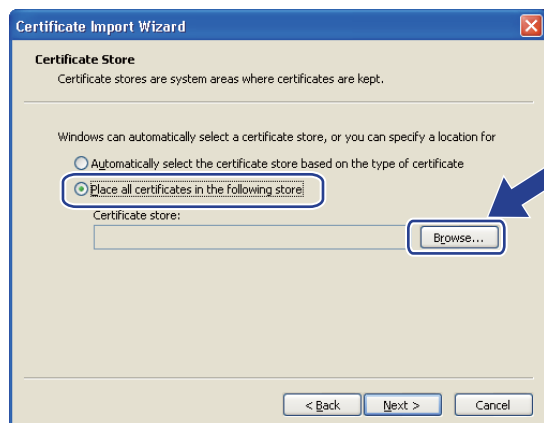 Certificate Import Wizard
Certificate Store
Certificate stores are system areas where certificates are kept.
Windows can automatically select a certificate store, or you can specify a location for
Automatically select the certificate store based on the type of certificate
Place all certificates in the following store
Certificate store:
Browse...
< Back
Next >
Cancel